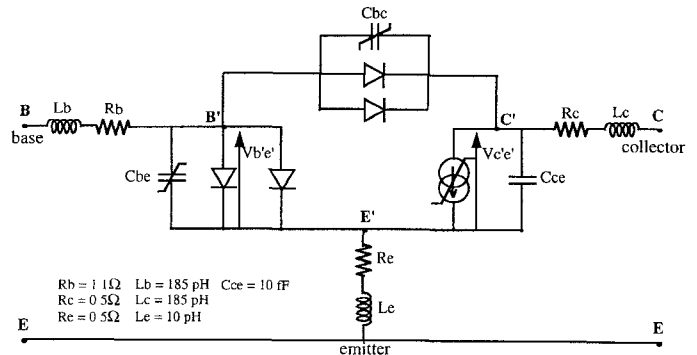 Cbc
B Lb Rb B' C' Rc Lc C
base Vb'e' Vc'e' collector
Cbe Cce
E'
Re
Rb = 1 1Ω Lb = 185 pH Cce = 10 fF
Rc = 0 5Ω Lc = 185 pH
Re = 0 5Ω Le = 10 pH
Le
E E
emitter